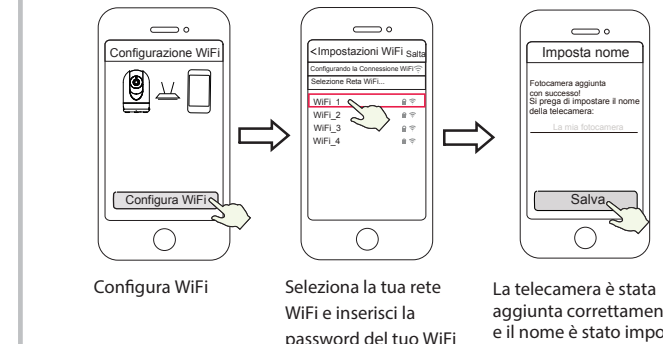 Configurazione WiFi
Configura WiFi
<Impostazioni WiFi Salta
Configurando la Connessione WiFi
Selezione Reta WiFi...
WiFi_1
WiFi_2
WiFi_3
WiFi_4
Imposta nome
Fotocamera aggiunta
con successo!
Si prega di impostare il nome
della telecamera:
La mia fotocamera
Salva
Configura WiFi
Seleziona la tua rete
WiFi e inserisci la
password del tuo WiFi
La telecamera è stata
aggiunta correttamen
e il nome è stato impo